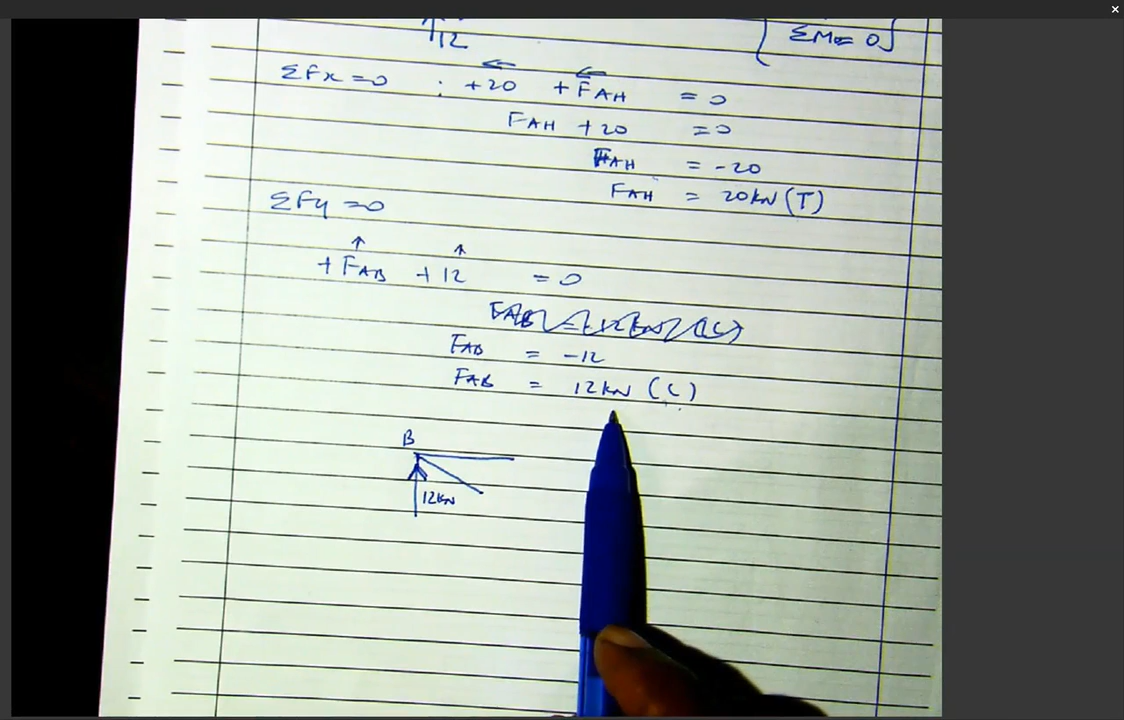 12
ΣM = 0
ΣFx = 0 : +20 + FAH = 0
FAH + 20 = 0
FAH = -20
FAH = 20kN (T)
ΣFy = 0
↑ ↑
+ FAB + 12 = 0
FAB = -12
FAB = 12kN (C)
B
12kN